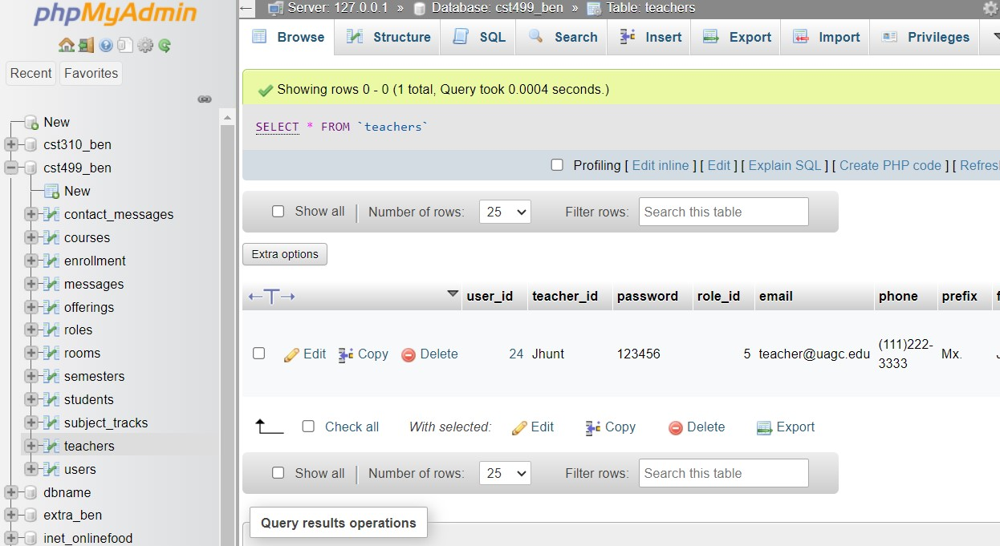 phpMyAdmin
Recent Favorites
New
cst310_ben
cst499_ben
New
contact_messages
courses
enrollment
messages
offerings
roles
rooms
semesters
students
subject_tracks
teachers
users
dbname
extra_ben
inet_onlinefood
Server: 127.0.0.1 » Database: cst499_ben » Table: teachers
Browse Structure SQL Search Insert Export Import Privileges
Showing rows 0 - 0 (1 total, Query took 0.0004 seconds.)
SELECT * FROM `teachers`
Profiling [ Edit inline ] [ Edit ] [ Explain SQL ] [ Create PHP code ] [ Refres
Show all | Number of rows: 25 Filter rows: Search this table
Extra options
←T→ user_id teacher_id password role_id email phone prefix f
Edit Copy Delete 24 Jhunt 123456 5 teacher@uagc.edu (111)222-
3333 Mx. J
Check all With selected: Edit Copy Delete Export
Show all | Number of rows: 25 Filter rows: Search this table
Query results operations